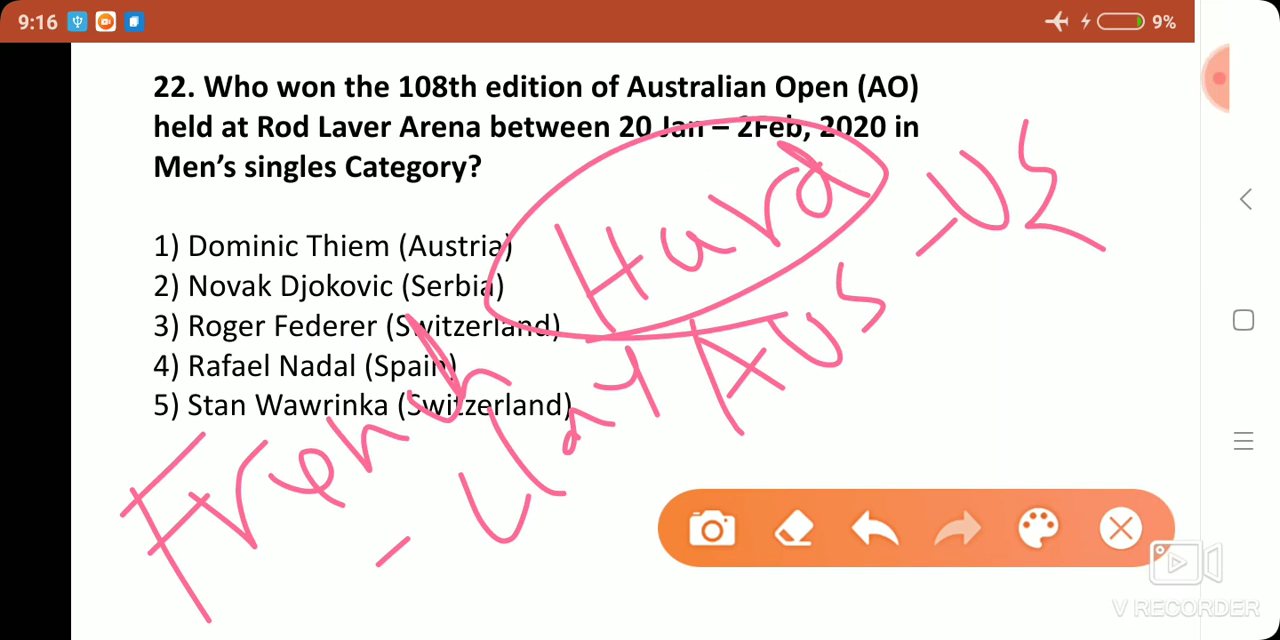 9:16
9%
22. Who won the 108th edition of Australian Open (AO)
held at Rod Laver Arena between 20 Jan – 2Feb, 2020 in
Men's singles Category?
1) Dominic Thiem (Austria)
2) Novak Djokovic (Serbia)
3) Roger Federer (Switzerland)
4) Rafael Nadal (Spain)
5) Stan Wawrinka (Switzerland)
Hard
-US
AUS
French
- Clay
V RECORDER